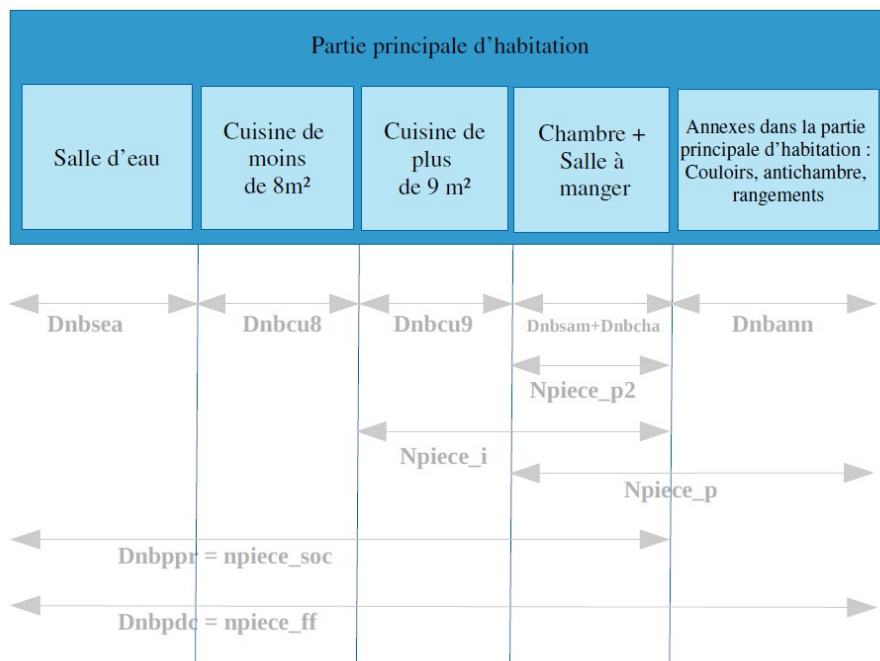 Partie principale d’habitation
Salle d’eau
Cuisine de
moins
de 8m²
Cuisine de
plus
de 9 m²
Chambre +
Salle à
manger
Annexes dans la partie
principale d’habitation :
Couloirs, antichambre,
rangements
Dnbsea
Dnbcu8
Dnbcu9
Dnbsam+Dnbcha
Dnbann
Npiece_p2
Npiece_i
Npiece_p
Dnbppr = npiece_soc
Dnbpdc = npiece_ff